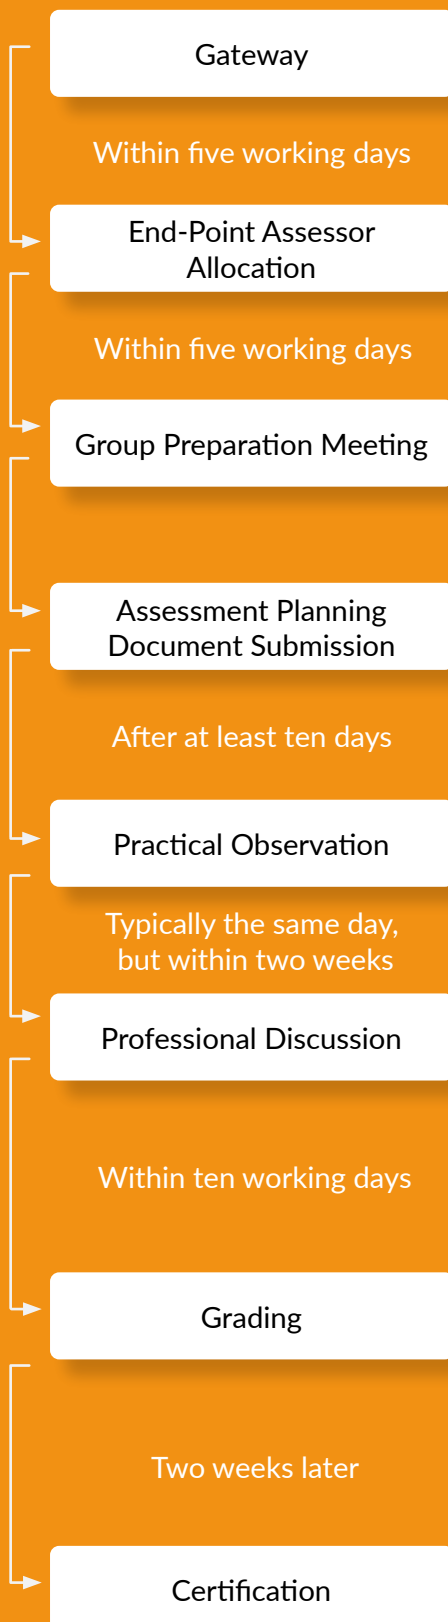 Gateway
Within five working days
End-Point Assessor
Allocation
Within five working days
Group Preparation Meeting
Assessment Planning
Document Submission
After at least ten days
Practical Observation
Typically the same day,
but within two weeks
Professional Discussion
Within ten working days
Grading
Two weeks later
Certification